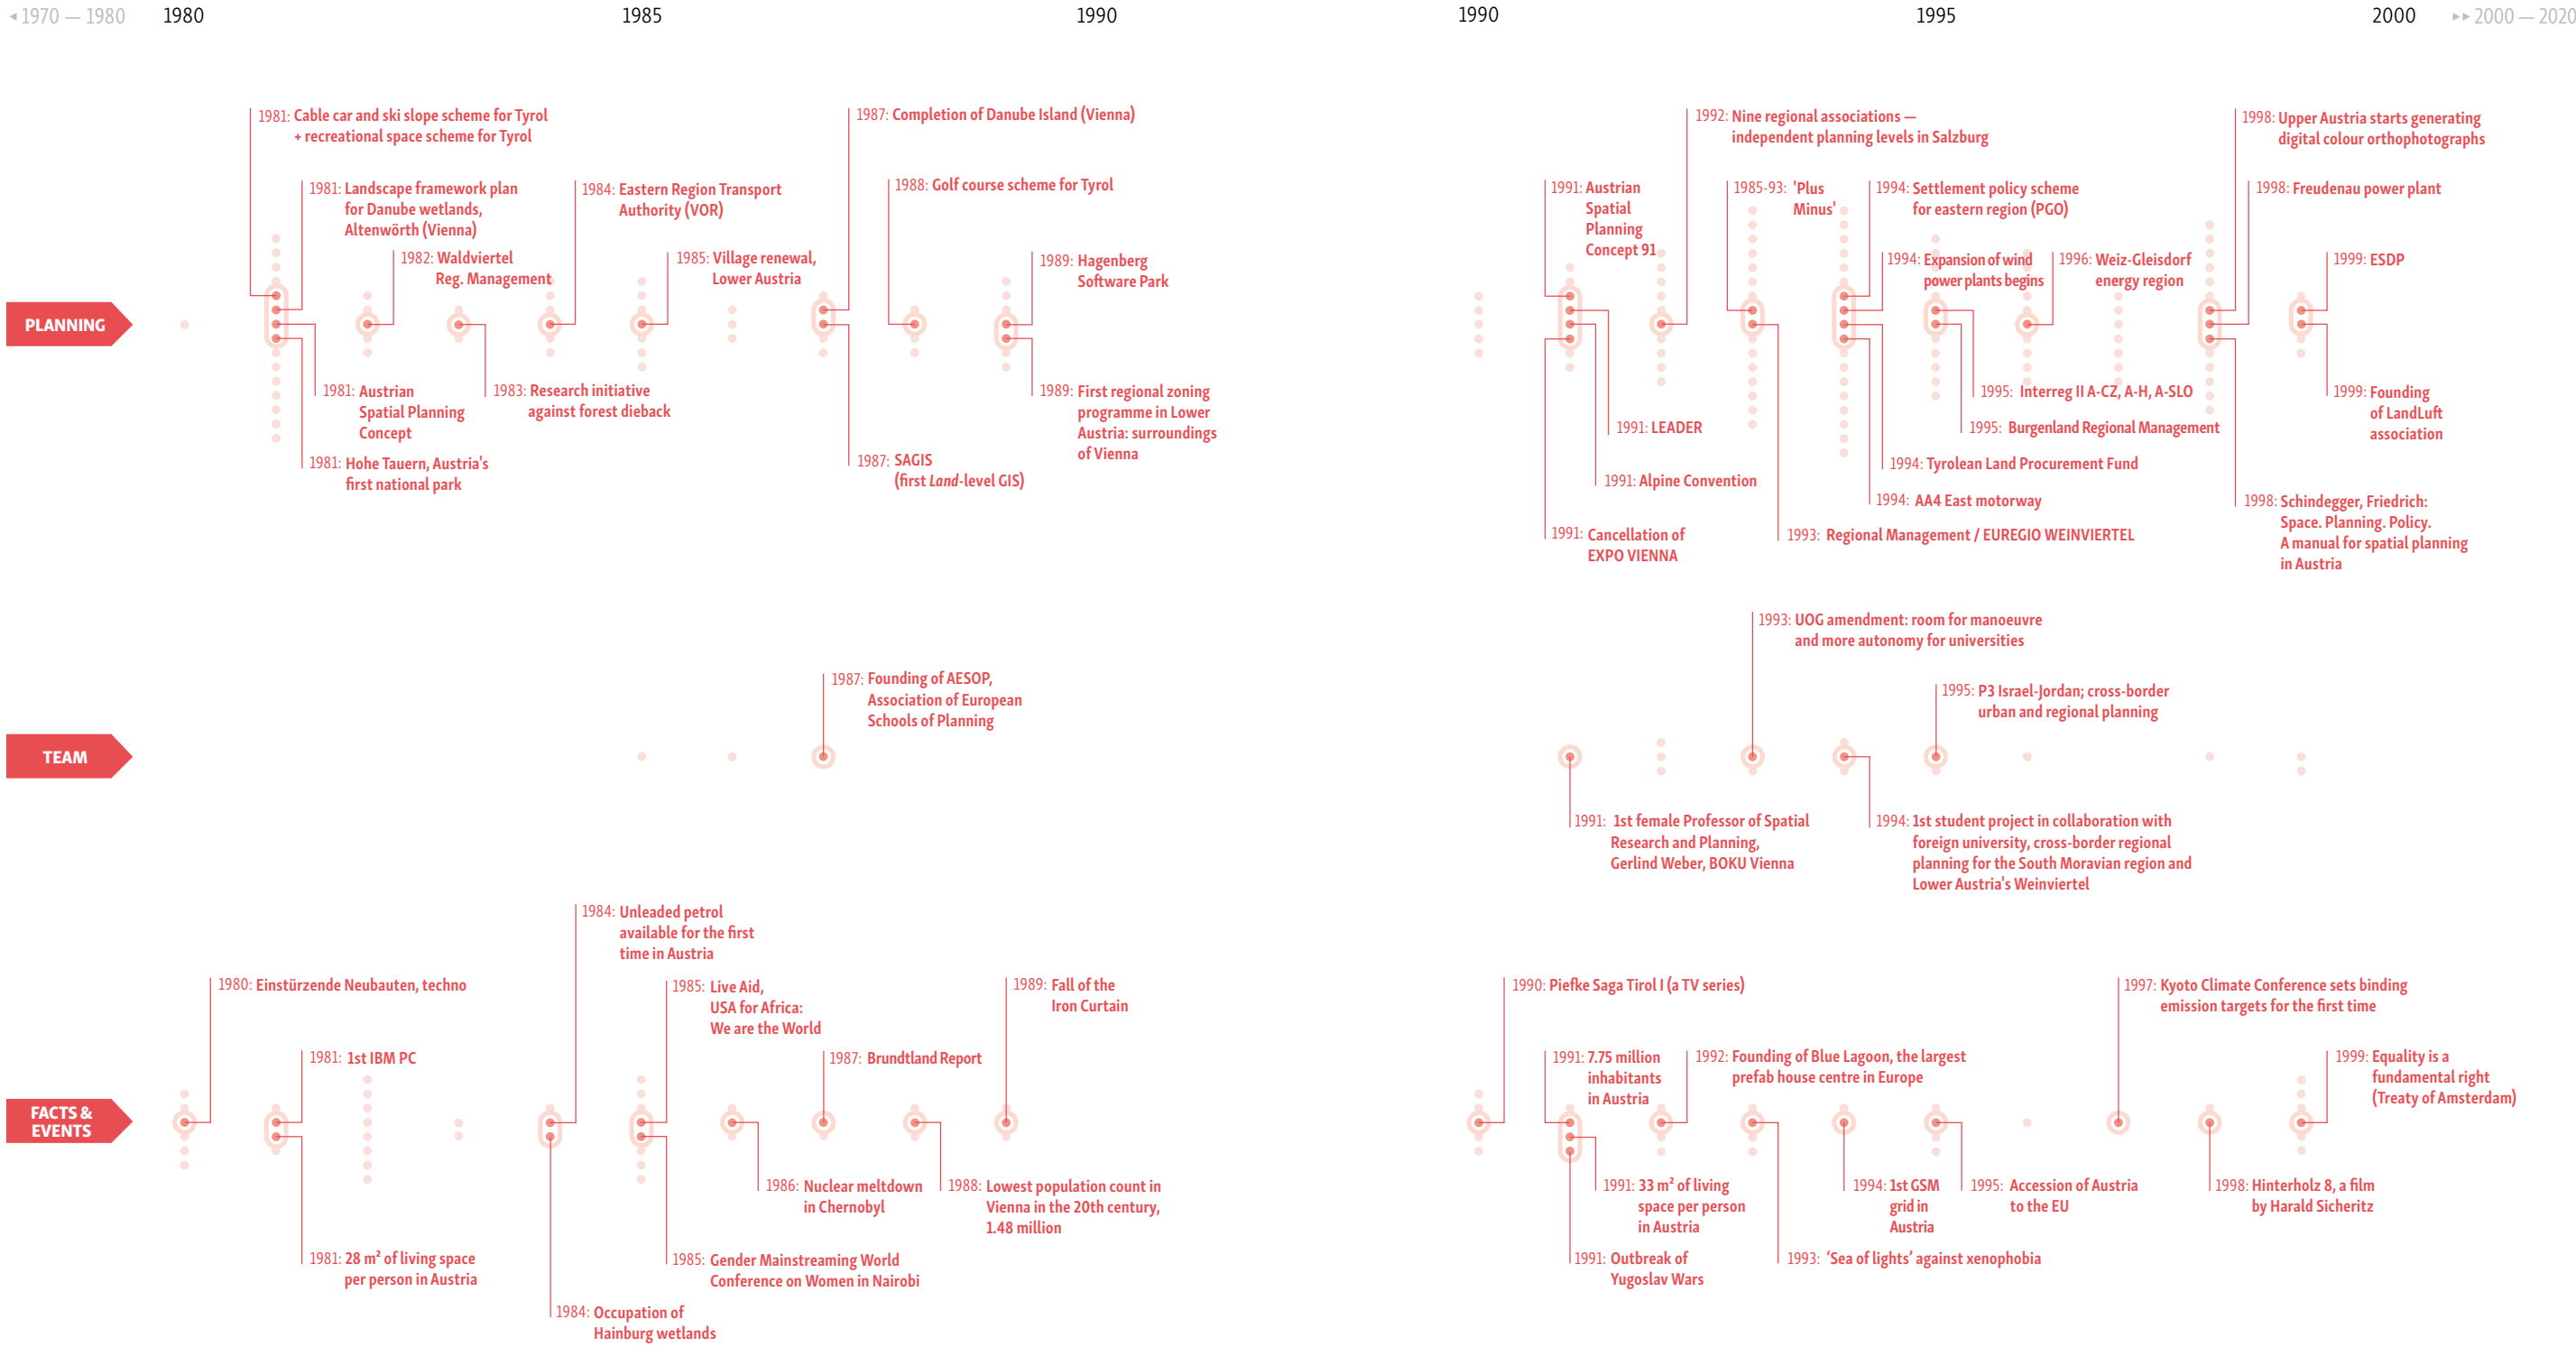 ◂ 1970 — 1980
1980
1985
1990
1990
1995
2000
▸▸ 2000 — 2020
PLANNING
1981: Cable car and ski slope scheme for Tyrol
+ recreational space scheme for Tyrol
1981: Landscape framework plan
for Danube wetlands,
Altenwörth (Vienna)
1982: Waldviertel
Reg. Management
1984: Eastern Region Transport
Authority (VOR)
1985: Village renewal,
Lower Austria
1987: Completion of Danube Island (Vienna)
1988: Golf course scheme for Tyrol
1989: Hagenberg
Software Park
1981: Austrian
Spatial Planning
Concept
1981: Hohe Tauern, Austria's
first national park
1983: Research initiative
against forest dieback
1987: SAGIS
(first Land-level GIS)
1989: First regional zoning
programme in Lower
Austria: surroundings
of Vienna
1991: Austrian
Spatial
Planning
Concept 91
1992: Nine regional associations —
independent planning levels in Salzburg
1985-93: 'Plus
Minus'
1994: Settlement policy scheme
for eastern region (PGO)
1994: Expansion of wind
power plants begins
1996: Weiz-Gleisdorf
energy region
1998: Upper Austria starts generating
digital colour orthophotographs
1998: Freudenau power plant
1999: ESDP
1991: LEADER
1991: Alpine Convention
1991: Cancellation of
EXPO VIENNA
1995: Interreg II A-CZ, A-H, A-SLO
1995: Burgenland Regional Management
1994: Tyrolean Land Procurement Fund
1994: AA4 East motorway
1993: Regional Management / EUREGIO WEINVIERTEL
1999: Founding
of LandLuft
association
1998: Schindegger, Friedrich:
Space. Planning. Policy.
A manual for spatial planning
in Austria
TEAM
1987: Founding of AESOP,
Association of European
Schools of Planning
1993: UOG amendment: room for manoeuvre
and more autonomy for universities
1995: P3 Israel-Jordan; cross-border
urban and regional planning
1991: 1st female Professor of Spatial
Research and Planning,
Gerlind Weber, BOKU Vienna
1994: 1st student project in collaboration with
foreign university, cross-border regional
planning for the South Moravian region and
Lower Austria's Weinviertel
FACTS &
EVENTS
1980: Einstürzende Neubauten, techno
1981: 1st IBM PC
1984: Unleaded petrol
available for the first
time in Austria
1985: Live Aid,
USA for Africa:
We are the World
1987: Brundtland Report
1989: Fall of the
Iron Curtain
1981: 28 m² of living space
per person in Austria
1984: Occupation of
Hainburg wetlands
1985: Gender Mainstreaming World
Conference on Women in Nairobi
1986: Nuclear meltdown
in Chernobyl
1988: Lowest population count in
Vienna in the 20th century,
1.48 million
1990: Piefke Saga Tirol I (a TV series)
1991: 7.75 million
inhabitants
in Austria
1992: Founding of Blue Lagoon, the largest
prefab house centre in Europe
1997: Kyoto Climate Conference sets binding
emission targets for the first time
1999: Equality is a
fundamental right
(Treaty of Amsterdam)
1991: 33 m² of living
space per person
in Austria
1991: Outbreak of
Yugoslav Wars
1993: ‘Sea of lights’ against xenophobia
1994: 1st GSM
grid in
Austria
1995: Accession of Austria
to the EU
1998: Hinterholz 8, a film
by Harald Sicheritz